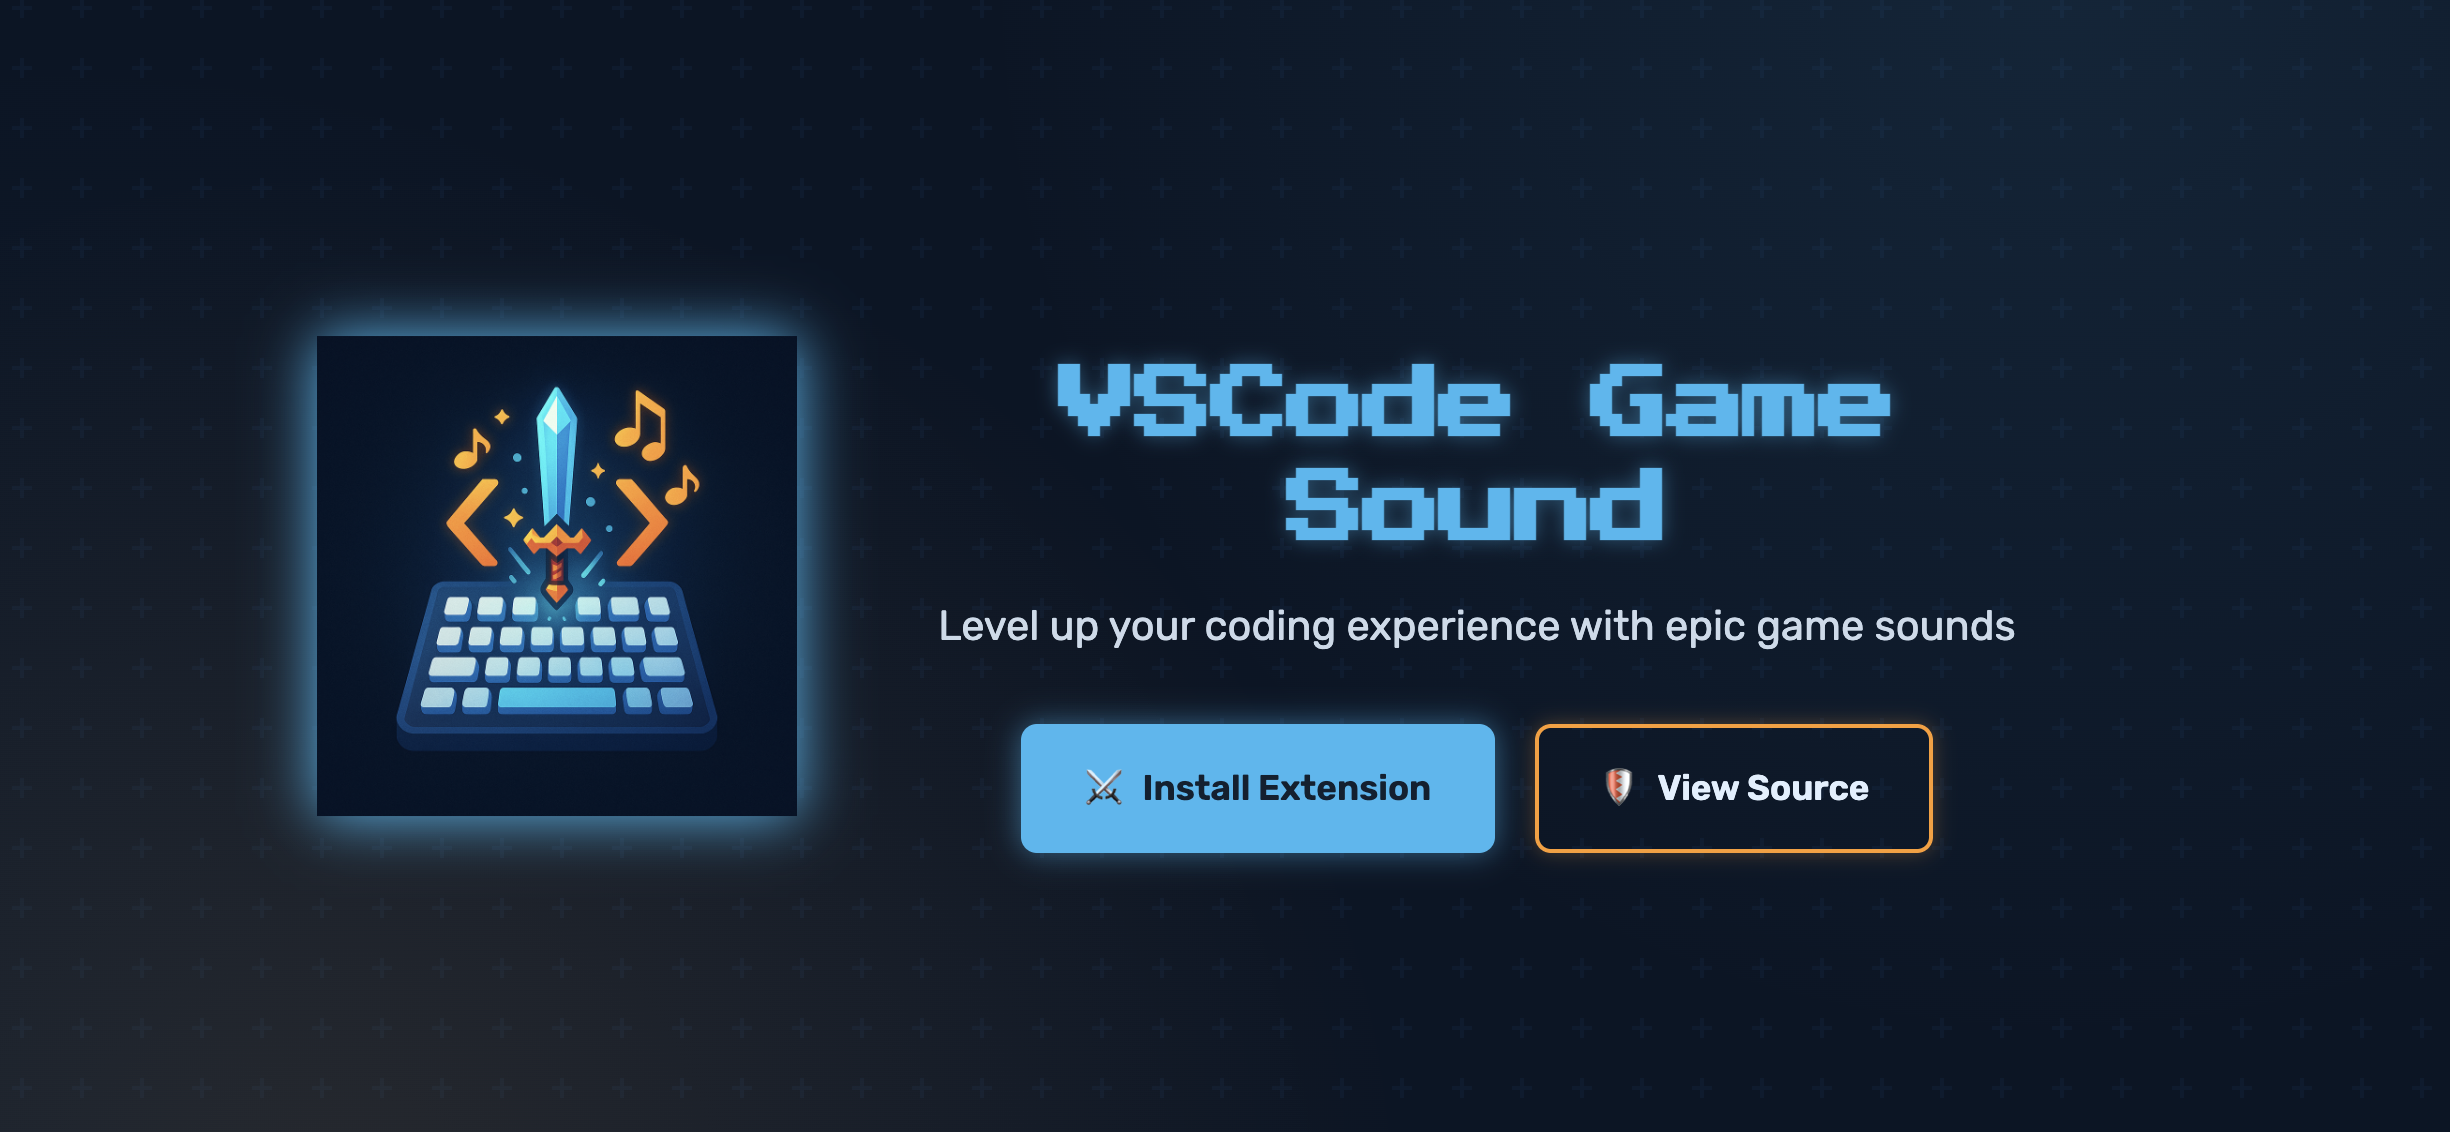 VSCode Game
Sound
Level up your coding experience with epic game sounds
⚔️ Install Extension
🛡️ View Source